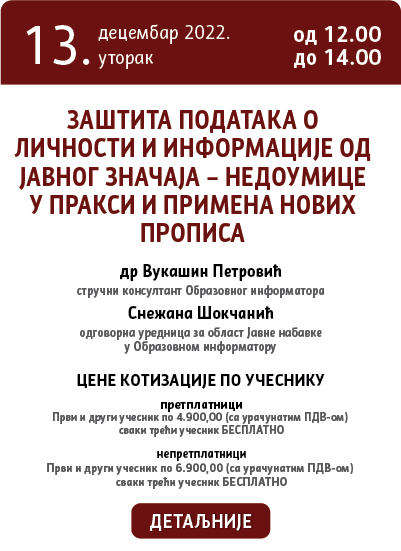 13. децембар 2022.
уторак
од 12.00
до 14.00
ЗАШТИТА ПОДАТАКА О
ЛИЧНОСТИ И ИНФОРМАЦИЈЕ ОД
ЈАВНОГ ЗНАЧАЈА – НЕДОУМИЦЕ
У ПРАКСИ И ПРИМЕНА НОВИХ
ПРОПИСА
др Вукашин Петровић
стручни консултант Образовног информатора
Снежана Шокчанић
одговорна уредница за област Јавне набавке
у Образовном информатору
ЦЕНЕ КОТИЗАЦИЈЕ ПО УЧЕСНИКУ
претплатници
Први и други учесник по 4.900,00 (са урачунатим ПДВ-ом)
сваки трећи учесник БЕСПЛАТНО
непретплатници
Први и други учесник по 6.900,00 (са урачунатим ПДВ-ом)
сваки трећи учесник БЕСПЛАТНО
ДЕТАЉНИЈЕ